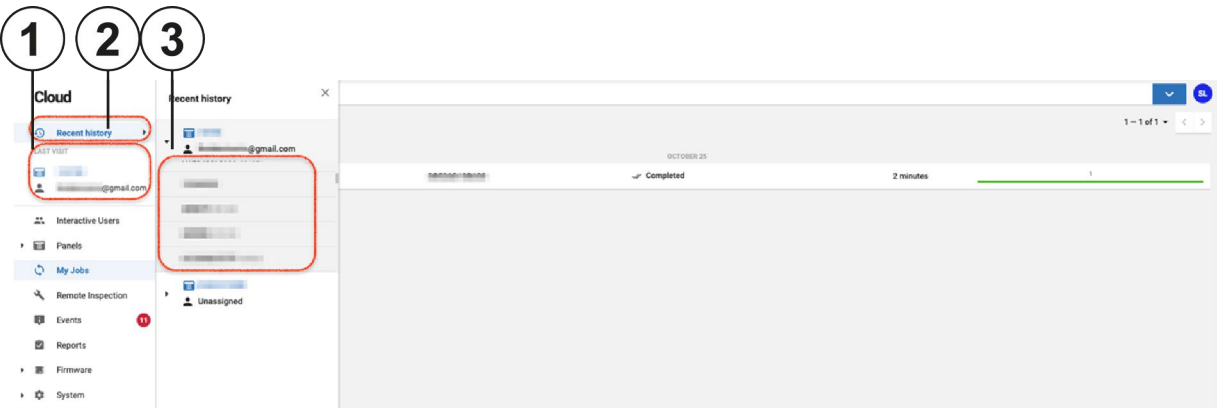 1 2 3
Cloud
Recent history
LAST VISIT
@gmail.com
Interactive Users
Panels
My Jobs
Remote Inspection
Events 11
Reports
Firmware
System
Recent history
@gmail.com
Unassigned
SL
1 — 1 of 1
OCTOBER 25
Completed 2 minutes 1